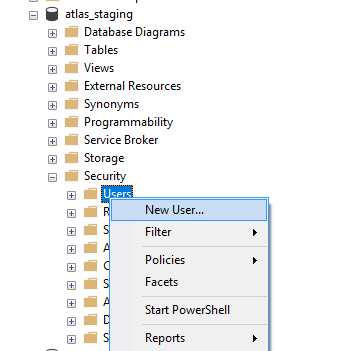 atlas_staging
Database Diagrams
Tables
Views
External Resources
Synonyms
Programmability
Service Broker
Storage
Security
Users
New User...
Filter
Policies
Facets
Start PowerShell
Reports